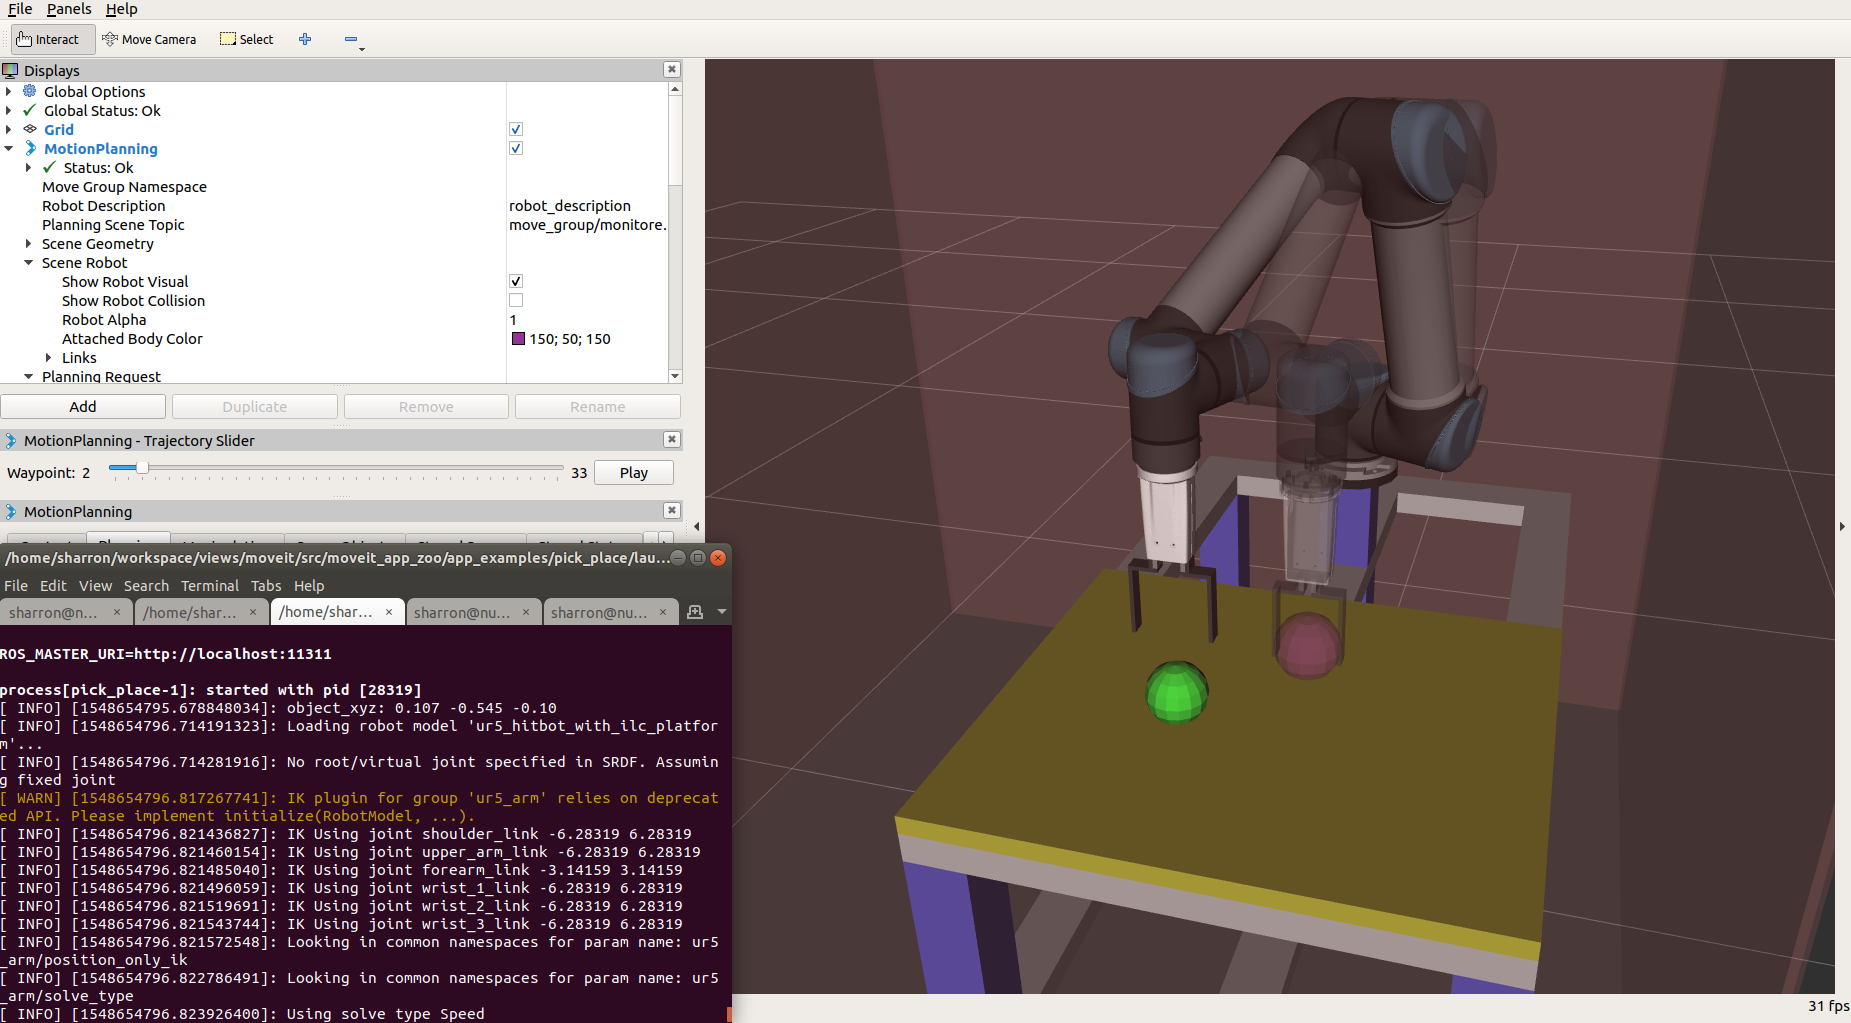 File Panels Help
Interact Move Camera Select
Displays
Global Options
Global Status: Ok
Grid
MotionPlanning
Status: Ok
Move Group Namespace
Robot Description robot_description
Planning Scene Topic move_group/monitore.
Scene Geometry
Scene Robot
Show Robot Visual
Show Robot Collision
Robot Alpha 1
Attached Body Color 150; 50; 150
Links
Planning Request
Add Duplicate Remove Rename
MotionPlanning - Trajectory Slider
Waypoint: 2 33 Play
MotionPlanning
/home/sharron/workspace/views/moveit/src/moveit_app_zoo/app_examples/pick_place/lau...
File Edit View Search Terminal Tabs Help
sharron@n... /home/shar... /home/shar... sharron@nu... sharron@nu...
ROS_MASTER_URI=http://localhost:11311
process[pick_place-1]: started with pid [28319]
[ INFO] [1548654795.678848034]: object_xyz: 0.107 -0.545 -0.10
[ INFO] [1548654796.714191323]: Loading robot model 'ur5_hitbot_with_ilc_platfor
m'...
[ INFO] [1548654796.714281916]: No root/virtual joint specified in SRDF. Assumin
g fixed joint
[ WARN] [1548654796.817267741]: IK plugin for group 'ur5_arm' relies on deprecat
ed API. Please implement initialize(RobotModel, ...).
[ INFO] [1548654796.821436827]: IK Using joint shoulder_link -6.28319 6.28319
[ INFO] [1548654796.821460154]: IK Using joint upper_arm_link -6.28319 6.28319
[ INFO] [1548654796.821485040]: IK Using joint forearm_link -3.14159 3.14159
[ INFO] [1548654796.821496059]: IK Using joint wrist_1_link -6.28319 6.28319
[ INFO] [1548654796.821519691]: IK Using joint wrist_2_link -6.28319 6.28319
[ INFO] [1548654796.821543744]: IK Using joint wrist_3_link -6.28319 6.28319
[ INFO] [1548654796.821572548]: Looking in common namespaces for param name: ur5
_arm/position_only_ik
[ INFO] [1548654796.822786491]: Looking in common namespaces for param name: ur5
_arm/solve_type
[ INFO] [1548654796.823926400]: Using solve type Speed
31 fps